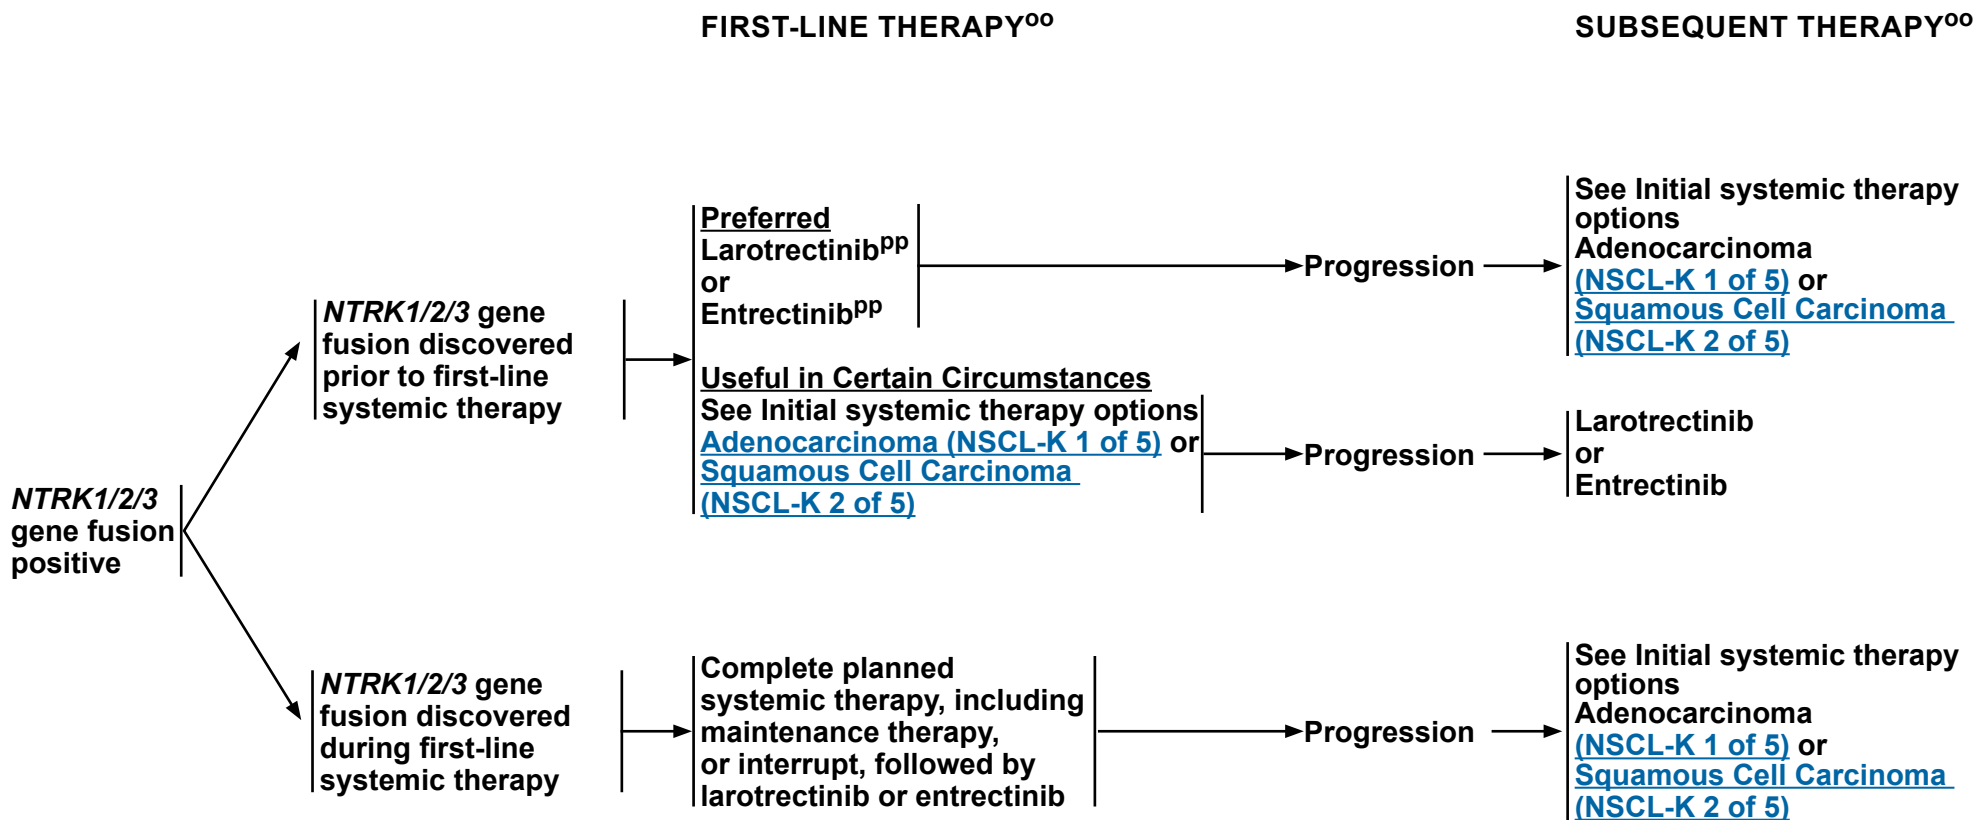 FIRST-LINE THERAPYoo
SUBSEQUENT THERAPYoo
NTRK1/2/3
gene fusion
positive
NTRK1/2/3 gene
fusion discovered
prior to first-line
systemic therapy
Preferred
Larotrectinibpp
or
Entrectinibpp
Progression
See Initial systemic therapy
options
Adenocarcinoma
(NSCL-K 1 of 5) or
Squamous Cell Carcinoma
(NSCL-K 2 of 5)
Useful in Certain Circumstances
See Initial systemic therapy options
Adenocarcinoma (NSCL-K 1 of 5) or
Squamous Cell Carcinoma
(NSCL-K 2 of 5)
Progression
Larotrectinib
or
Entrectinib
NTRK1/2/3 gene
fusion discovered
during first-line
systemic therapy
Complete planned
systemic therapy, including
maintenance therapy,
or interrupt, followed by
larotrectinib or entrectinib
Progression
See Initial systemic therapy
options
Adenocarcinoma
(NSCL-K 1 of 5) or
Squamous Cell Carcinoma
(NSCL-K 2 of 5)